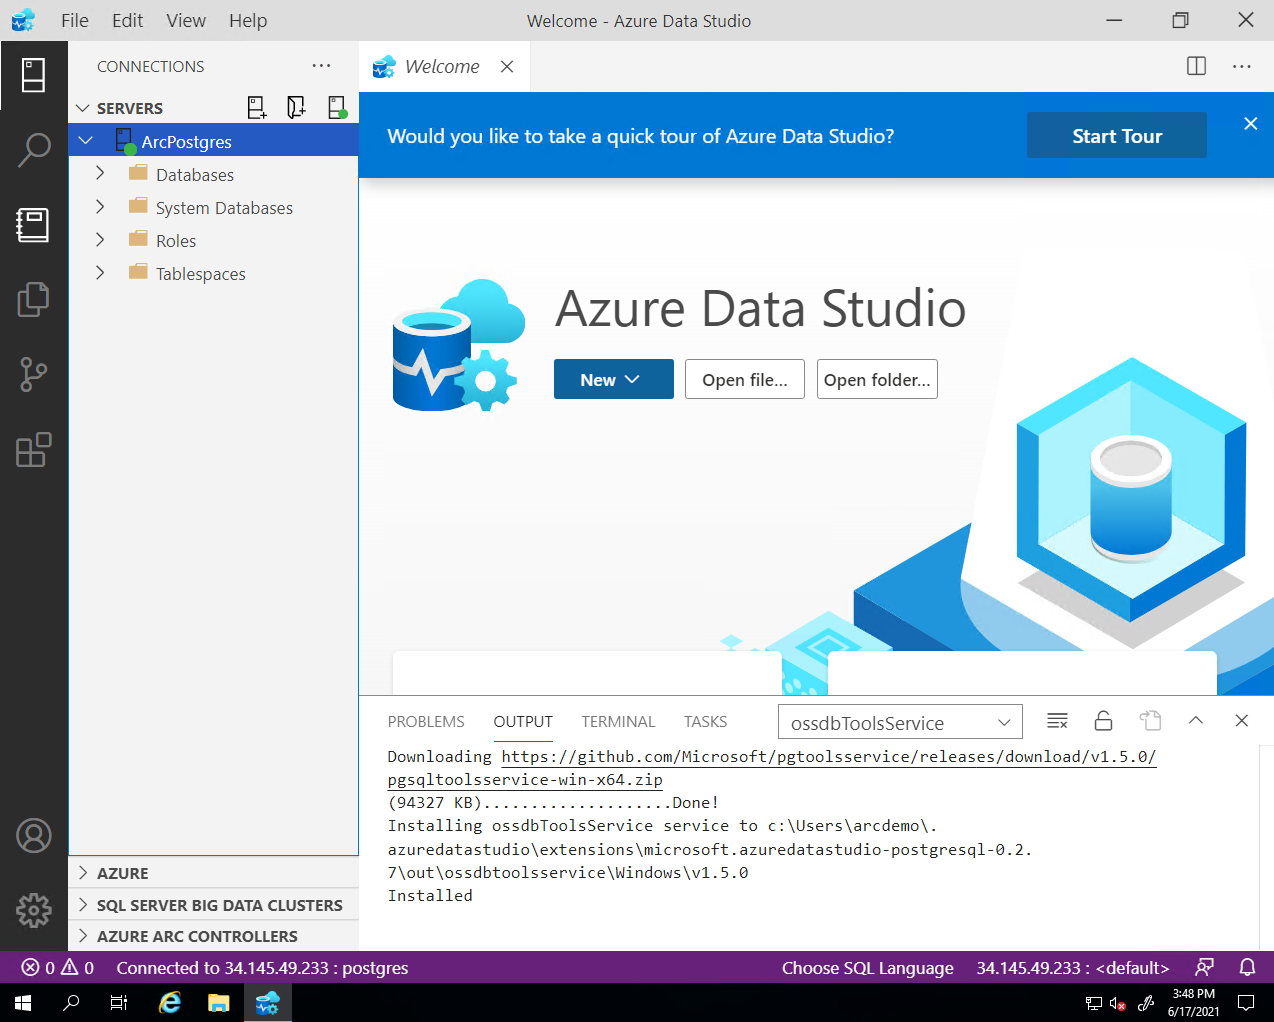 File Edit View Help
Welcome - Azure Data Studio
CONNECTIONS
Welcome
SERVERS
Would you like to take a quick tour of Azure Data Studio?
Start Tour
ArcPostgres
Databases
System Databases
Roles
Tablespaces
Azure Data Studio
New
Open file...
Open folder...
PROBLEMS OUTPUT TERMINAL TASKS
ossdbToolsService
Downloading https://github.com/Microsoft/pgtoolsservice/releases/download/v1.5.0/
pgsqltoolsservice-win-x64.zip
(94327 KB)....................Done!
Installing ossdbToolsService service to c:\Users\arcdemo\.
azuredatastudio\extensions\microsoft.azuredatastudio-postgresql-0.2.
7\out\ossdbtoolsservice\Windows\v1.5.0
Installed
AZURE
SQL SERVER BIG DATA CLUSTERS
AZURE ARC CONTROLLERS
0 0 Connected to 34.145.49.233 : postgres
Choose SQL Language
34.145.49.233 : <default>
3:48 PM
6/17/2021